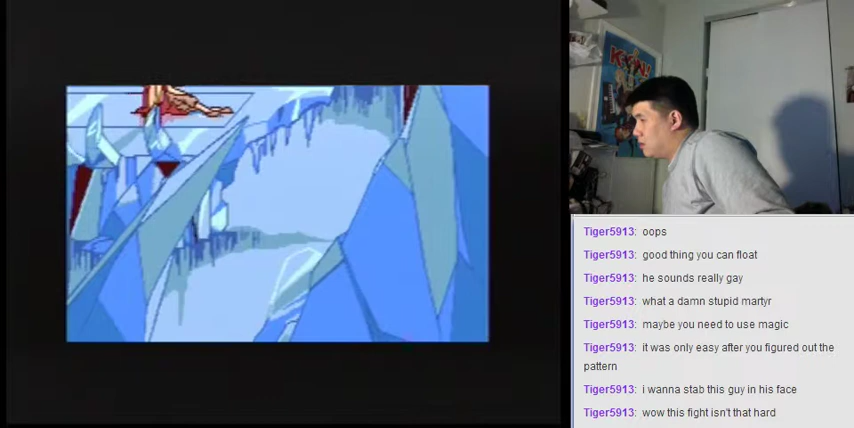 Tiger5913: oops
Tiger5913: good thing you can float
Tiger5913: he sounds really gay
Tiger5913: what a damn stupid martyr
Tiger5913: maybe you need to use magic
Tiger5913: it was only easy after you figured out the
pattern
Tiger5913: i wanna stab this guy in his face
Tiger5913: wow this fight isn't that hard